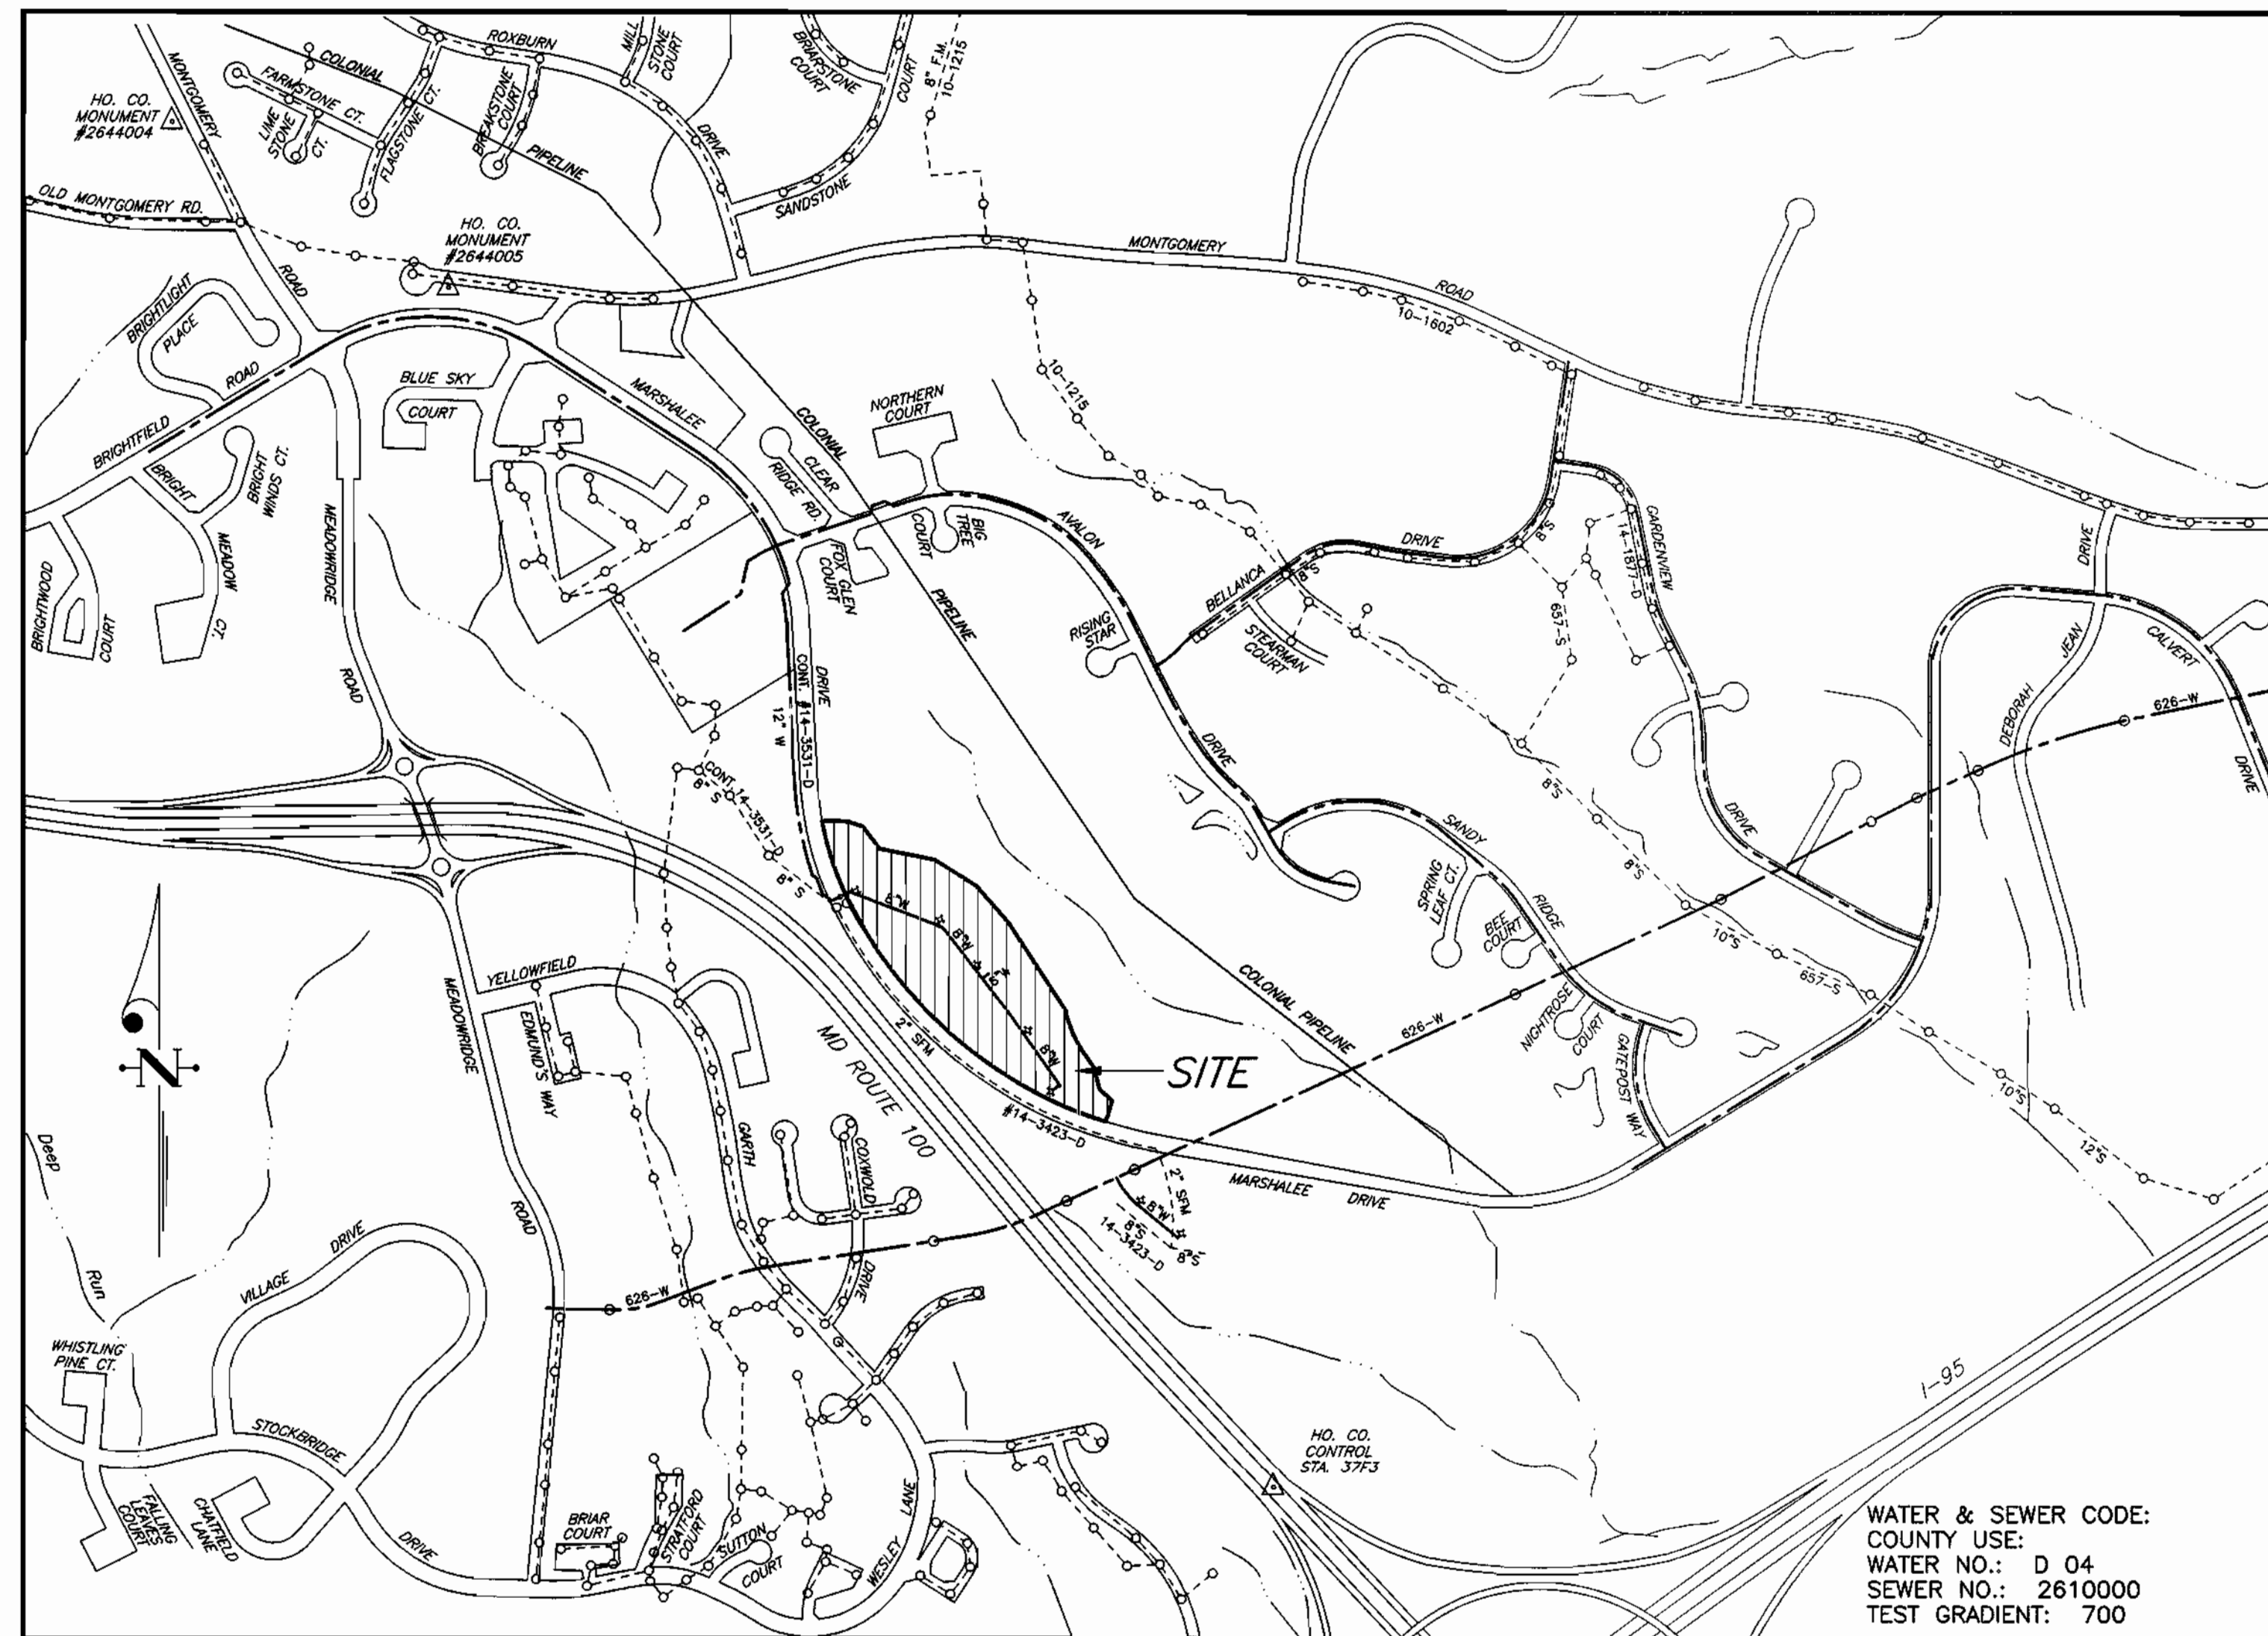 ROXBURN
MILL
STONE
COURT
BRIARSTONE
COURT
COURT
8" F.M.
10-1215
MONTGOMERY
COLONIAL
FARMSTONE CT.
HO. CO.
MONUMENT
#2644004
LIME
STONE
CT.
FLAGSTONE CT.
BREAKSTONE
COURT
PIPELINE
DRIVE
SANDSTONE
OLD MONTGOMERY RD.
HO. CO.
MONUMENT
#2644005
MONTGOMERY
ROAD
10-1602
ROAD
BRIGHTLIGHT
PLACE
ROAD
BRIGHTFIELD
BLUE SKY
COURT
MARSHALEE
COLONIAL
NORTHERN
COURT
10-1215
CLEAR
RIDGE RD.
BRIGHT
BRIGHT
WINDS CT.
MEADOW
CT.
MEADOWRIDGE
ROAD
BRIGHTWOOD
COURT
FOX GLEN
COURT
COURT
BIG
TREE
AVALON
PIPELINE
RISING
STAR
DRIVE
BELLANCA
DRIVE
8"S
8"S
STEARMAN
COURT
GARDENVIEW
14-1877-D
657-S
DRIVE
DRIVE
JEAN
DEBORAH
CALVERT
DRIVE
626-W
DRIVE
CONT. #14-3531-D
12" W
CONT. 14-3531-D
8" S
8" S
8"W
8"W
8"W
8"W
2" SFM
SITE
#14-3423-D
MD ROUTE 100
SANDY
RIDGE
SPRING
LEAF CT.
BEE
COURT
NIGHTROSE
COURT
GATEPOST WAY
8"S
8"S
10"S
657-S
10"S
12"S
COLONIAL PIPELINE
626-W
MARSHALEE DRIVE
2" SFM
8"W
8"S
14-3423-D
8"S
N
YELLOWFIELD
EDMUND'S WAY
MEADOWRIDGE
ROAD
GARTH
COXWOLD
DRIVE
626-W
Deep
Run
VILLAGE
DRIVE
WHISTLING
PINE CT.
STOCKBRIDGE
DRIVE
FALLING
LEAVES
COURT
CHATFIELD
LANE
BRIAR
COURT
STRATFORD
COURT
SUTTON
COURT
WESLEY
LANE
HO. CO.
CONTROL
STA. 37F3
I-95
WATER & SEWER CODE:
COUNTY USE:
WATER NO.: D 04
SEWER NO.: 2610000
TEST GRADIENT: 700